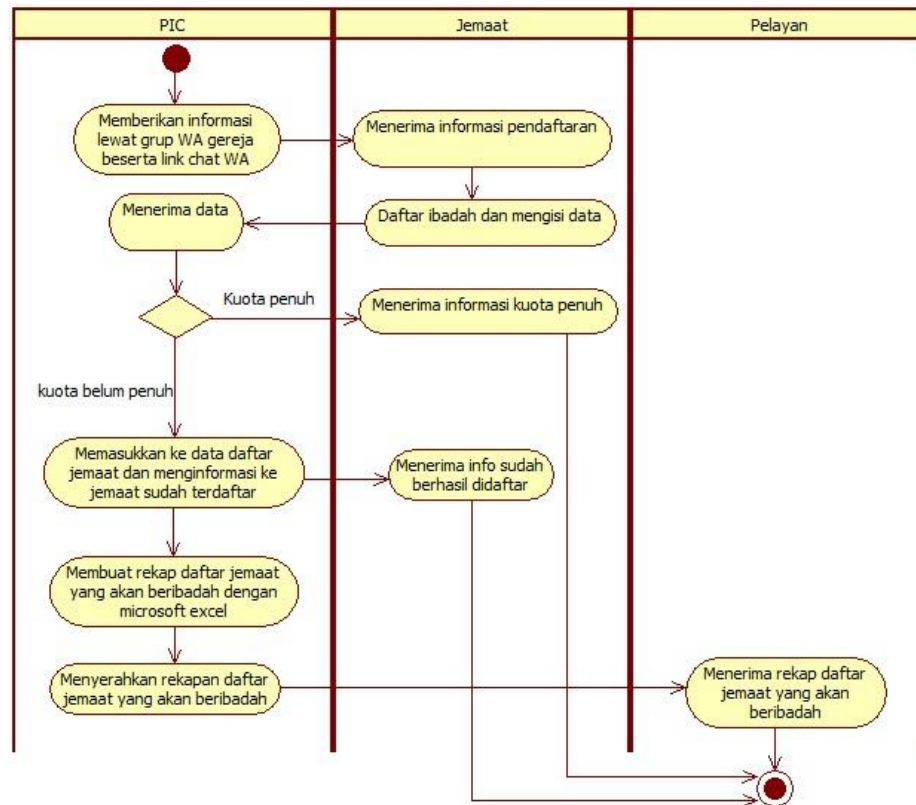 PIC
Jemaat
Pelayan
Memberikan informasi
lewat grup WA gereja
beserta link chat WA
Menerima informasi pendaftaran
Menerima data
Daftar ibadah dan mengisi data
Kuota penuh
Menerima informasi kuota penuh
kuota belum penuh
Memasukkan ke data daftar
jemaat dan menginformasi ke
jemaat sudah terdaftar
Menerima info sudah
berhasil didaftar
Membuat rekap daftar jemaat
yang akan beribadah dengan
microsoft excel
Menyerahkan rekapan daftar
jemaat yang akan beribadah
Menerima rekap daftar
jemaat yang akan
beribadah